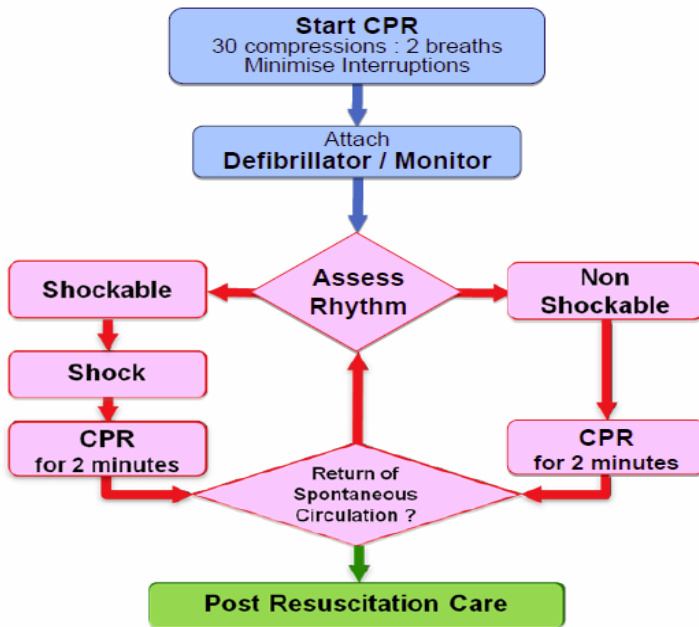 Start CPR
30 compressions : 2 breaths
Minimise Interruptions
Attach
Defibrillator / Monitor
Assess
Rhythm
Shockable
Non
Shockable
Shock
CPR
for 2 minutes
CPR
for 2 minutes
Return of
Spontaneous
Circulation ?
Post Resuscitation Care